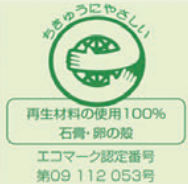 ちきゅうにやさしい
再生材料の使用100%
石膏・卵の殻
エコマーク認定番号
第09 112 053号